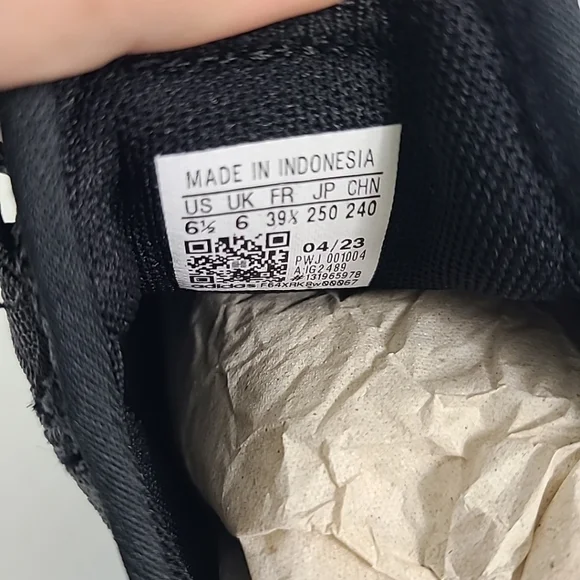 MADE IN INDONESIA
US UK FR JP CHN
6½ 6 39⅓ 250 240
04/23
PWJ 001004
A:IG2489
#131965978
adidas F64XRK8w00067